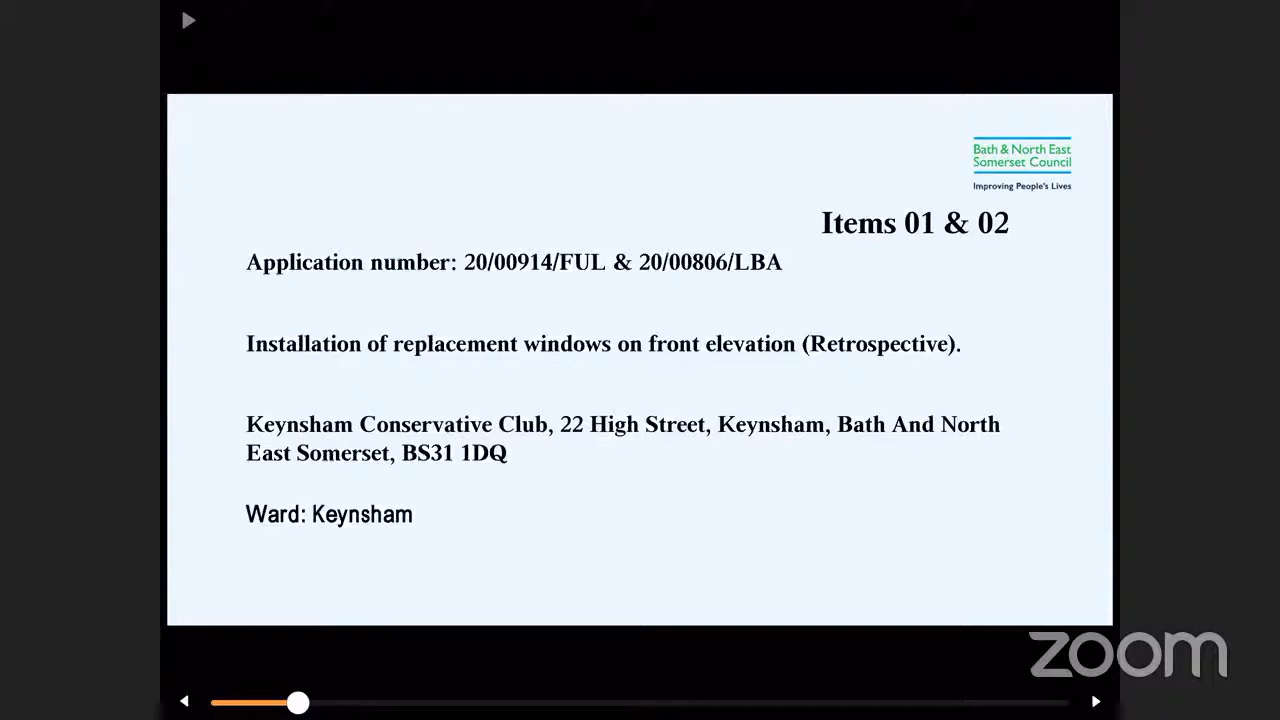 Bath & North East
Somerset Council
Improving People's Lives
Items 01 & 02
Application number: 20/00914/FUL & 20/00806/LBA
Installation of replacement windows on front elevation (Retrospective).
Keynsham Conservative Club, 22 High Street, Keynsham, Bath And North
East Somerset, BS31 1DQ
Ward: Keynsham
zoom